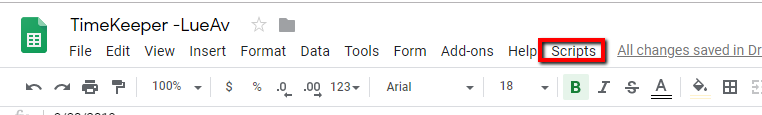 TimeKeeper -LueAv
File Edit View Insert Format Data Tools Form Add-ons Help Scripts All changes saved in Dr
100% $ % .0 .00 123 Arial 18 B I S A